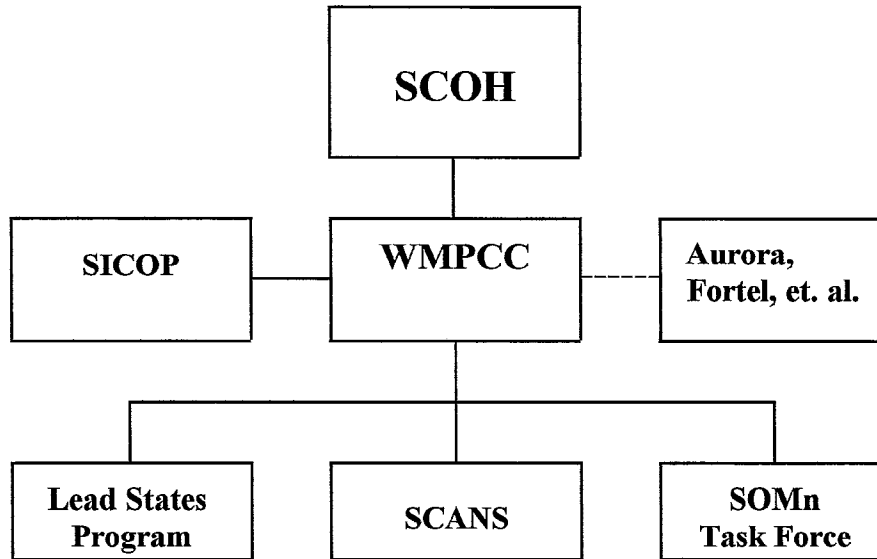 SCOH
SICOP
WMPCC
Aurora,
Fortel, et. al.
Lead States
Program
SCANS
SOMn
Task Force